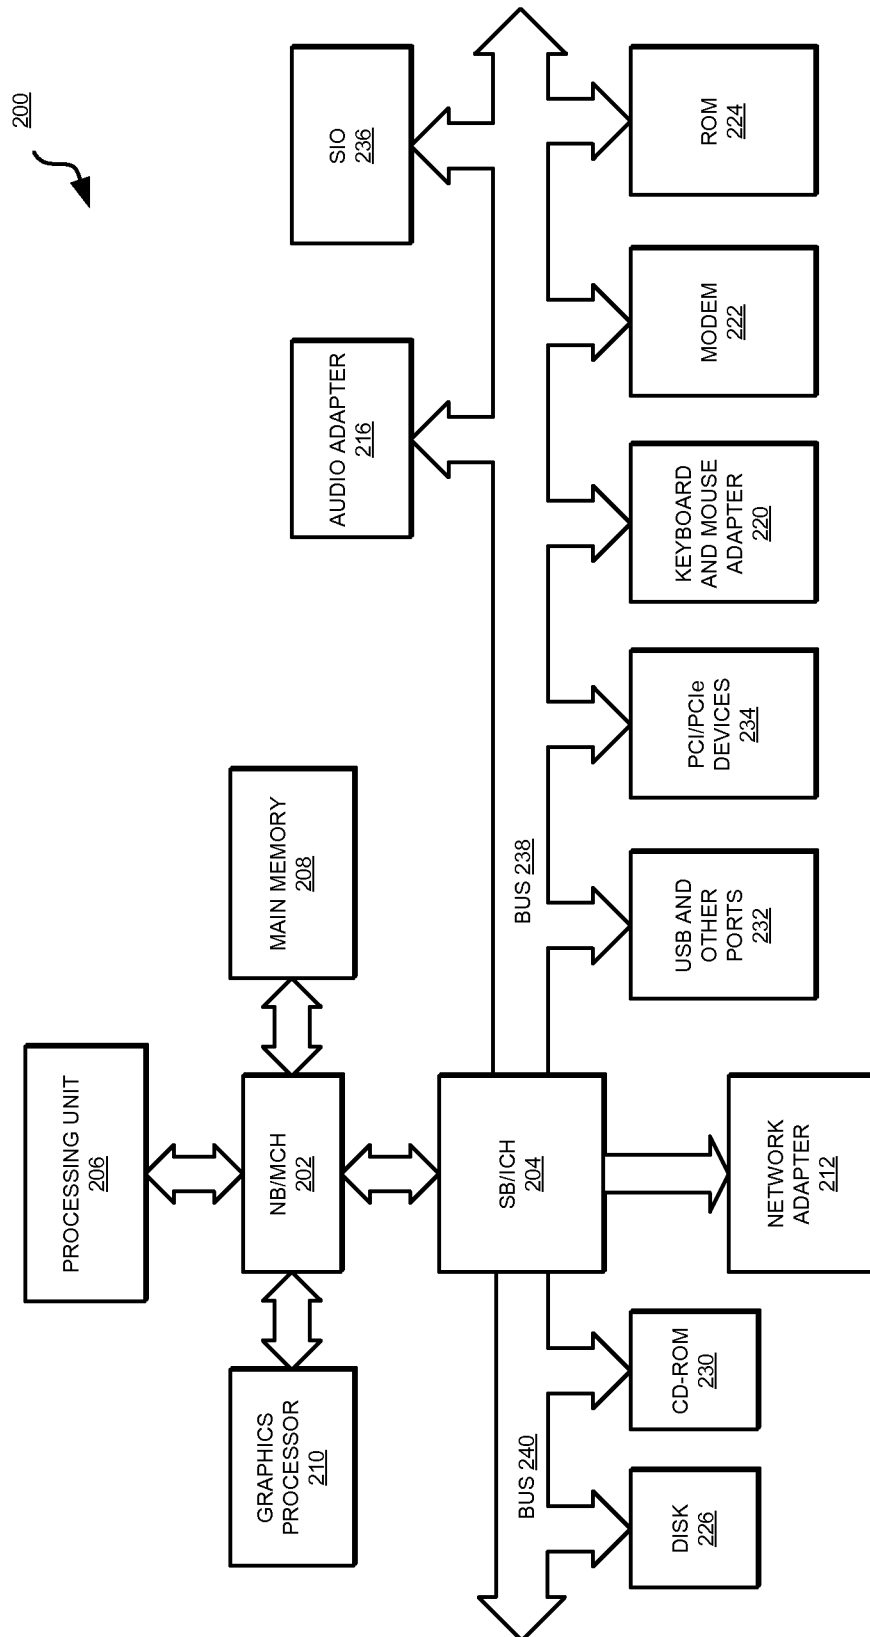 200
PROCESSING UNIT
206
GRAPHICS
PROCESSOR
210
NB/MCH
202
MAIN MEMORY
208
AUDIO ADAPTER
216
SIO
236
SB/ICH
204
BUS 240
BUS 238
DISK
226
CD-ROM
230
NETWORK
ADAPTER
212
USB AND
OTHER
PORTS
232
PCI/PCIe
DEVICES
234
KEYBOARD
AND MOUSE
ADAPTER
220
MODEM
222
ROM
224